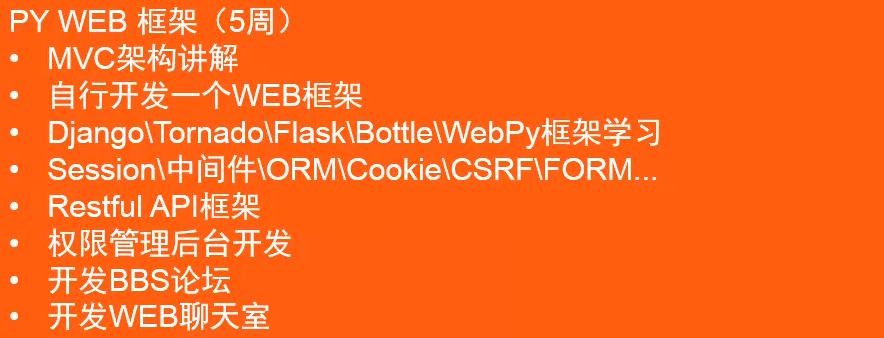 PY WEB 框架（5周）
• MVC架构讲解
• 自行开发一个WEB框架
• Django\Tornado\Flask\Bottle\WebPy框架学习
• Session\中间件\ORM\Cookie\CSRF\FORM...
• Restful API框架
• 权限管理后台开发
• 开发BBS论坛
• 开发WEB聊天室